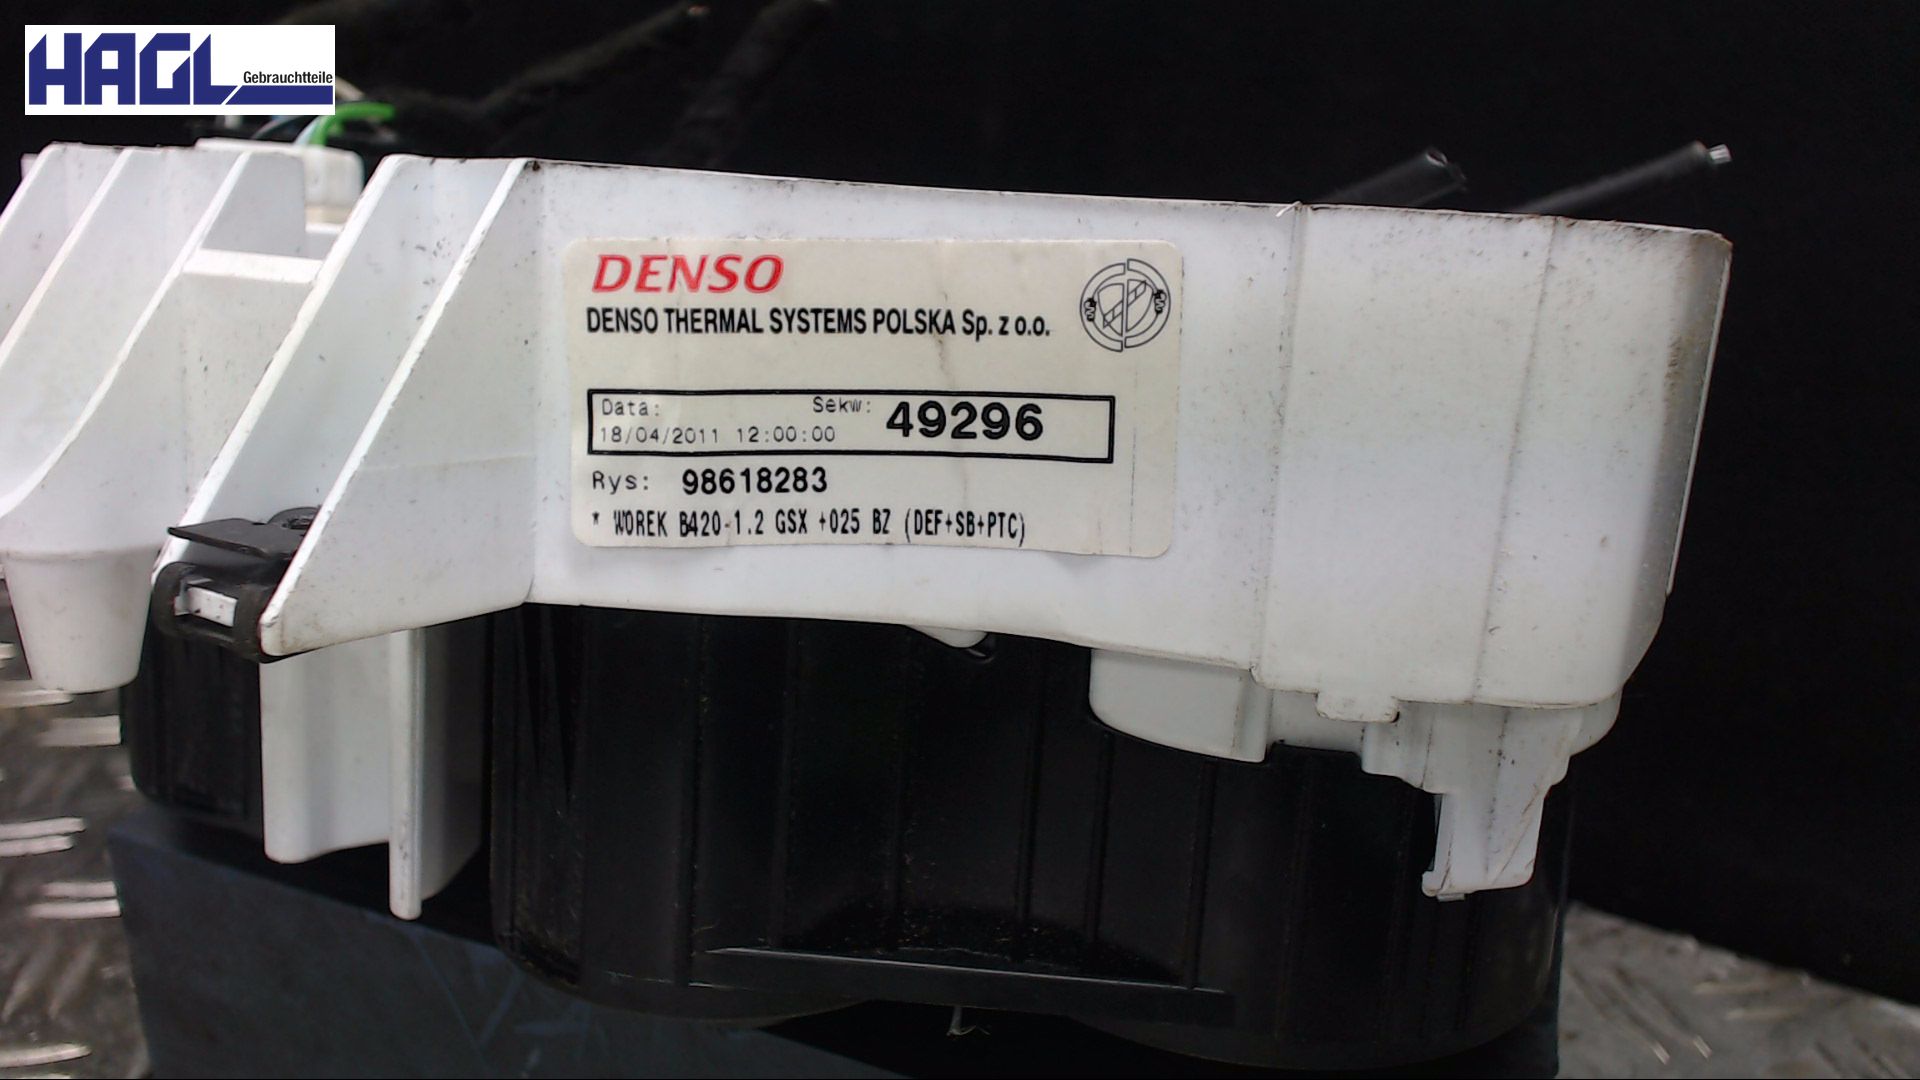 HAGL
Gebrauchtteile
DENSO
DENSO THERMAL SYSTEMS POLSKA Sp. z o.o.
Data: Sekw: 49296
18/04/2011 12:00:00
Rys: 98618283
* WOREK B420-1.2 GSX +025 BZ (DEF+SB+PTC)